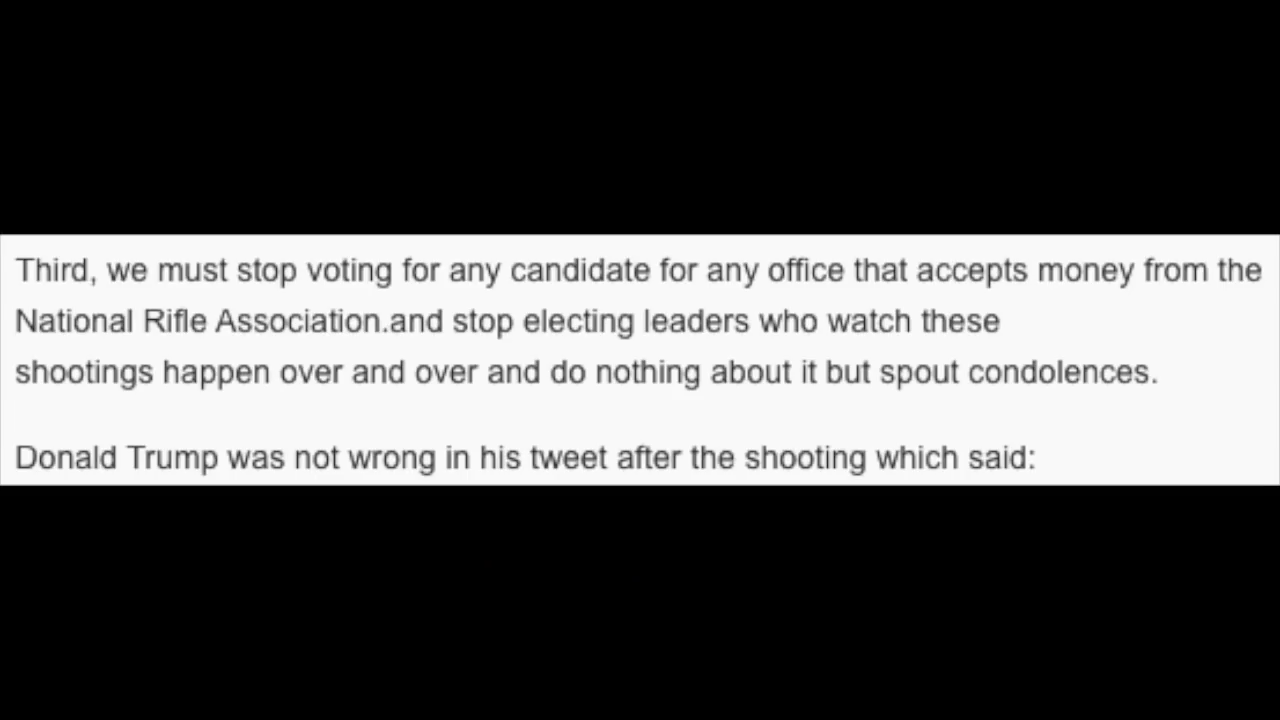 Third, we must stop voting for any candidate for any office that accepts money from the
National Rifle Association.and stop electing leaders who watch these
shootings happen over and over and do nothing about it but spout condolences.
Donald Trump was not wrong in his tweet after the shooting which said: